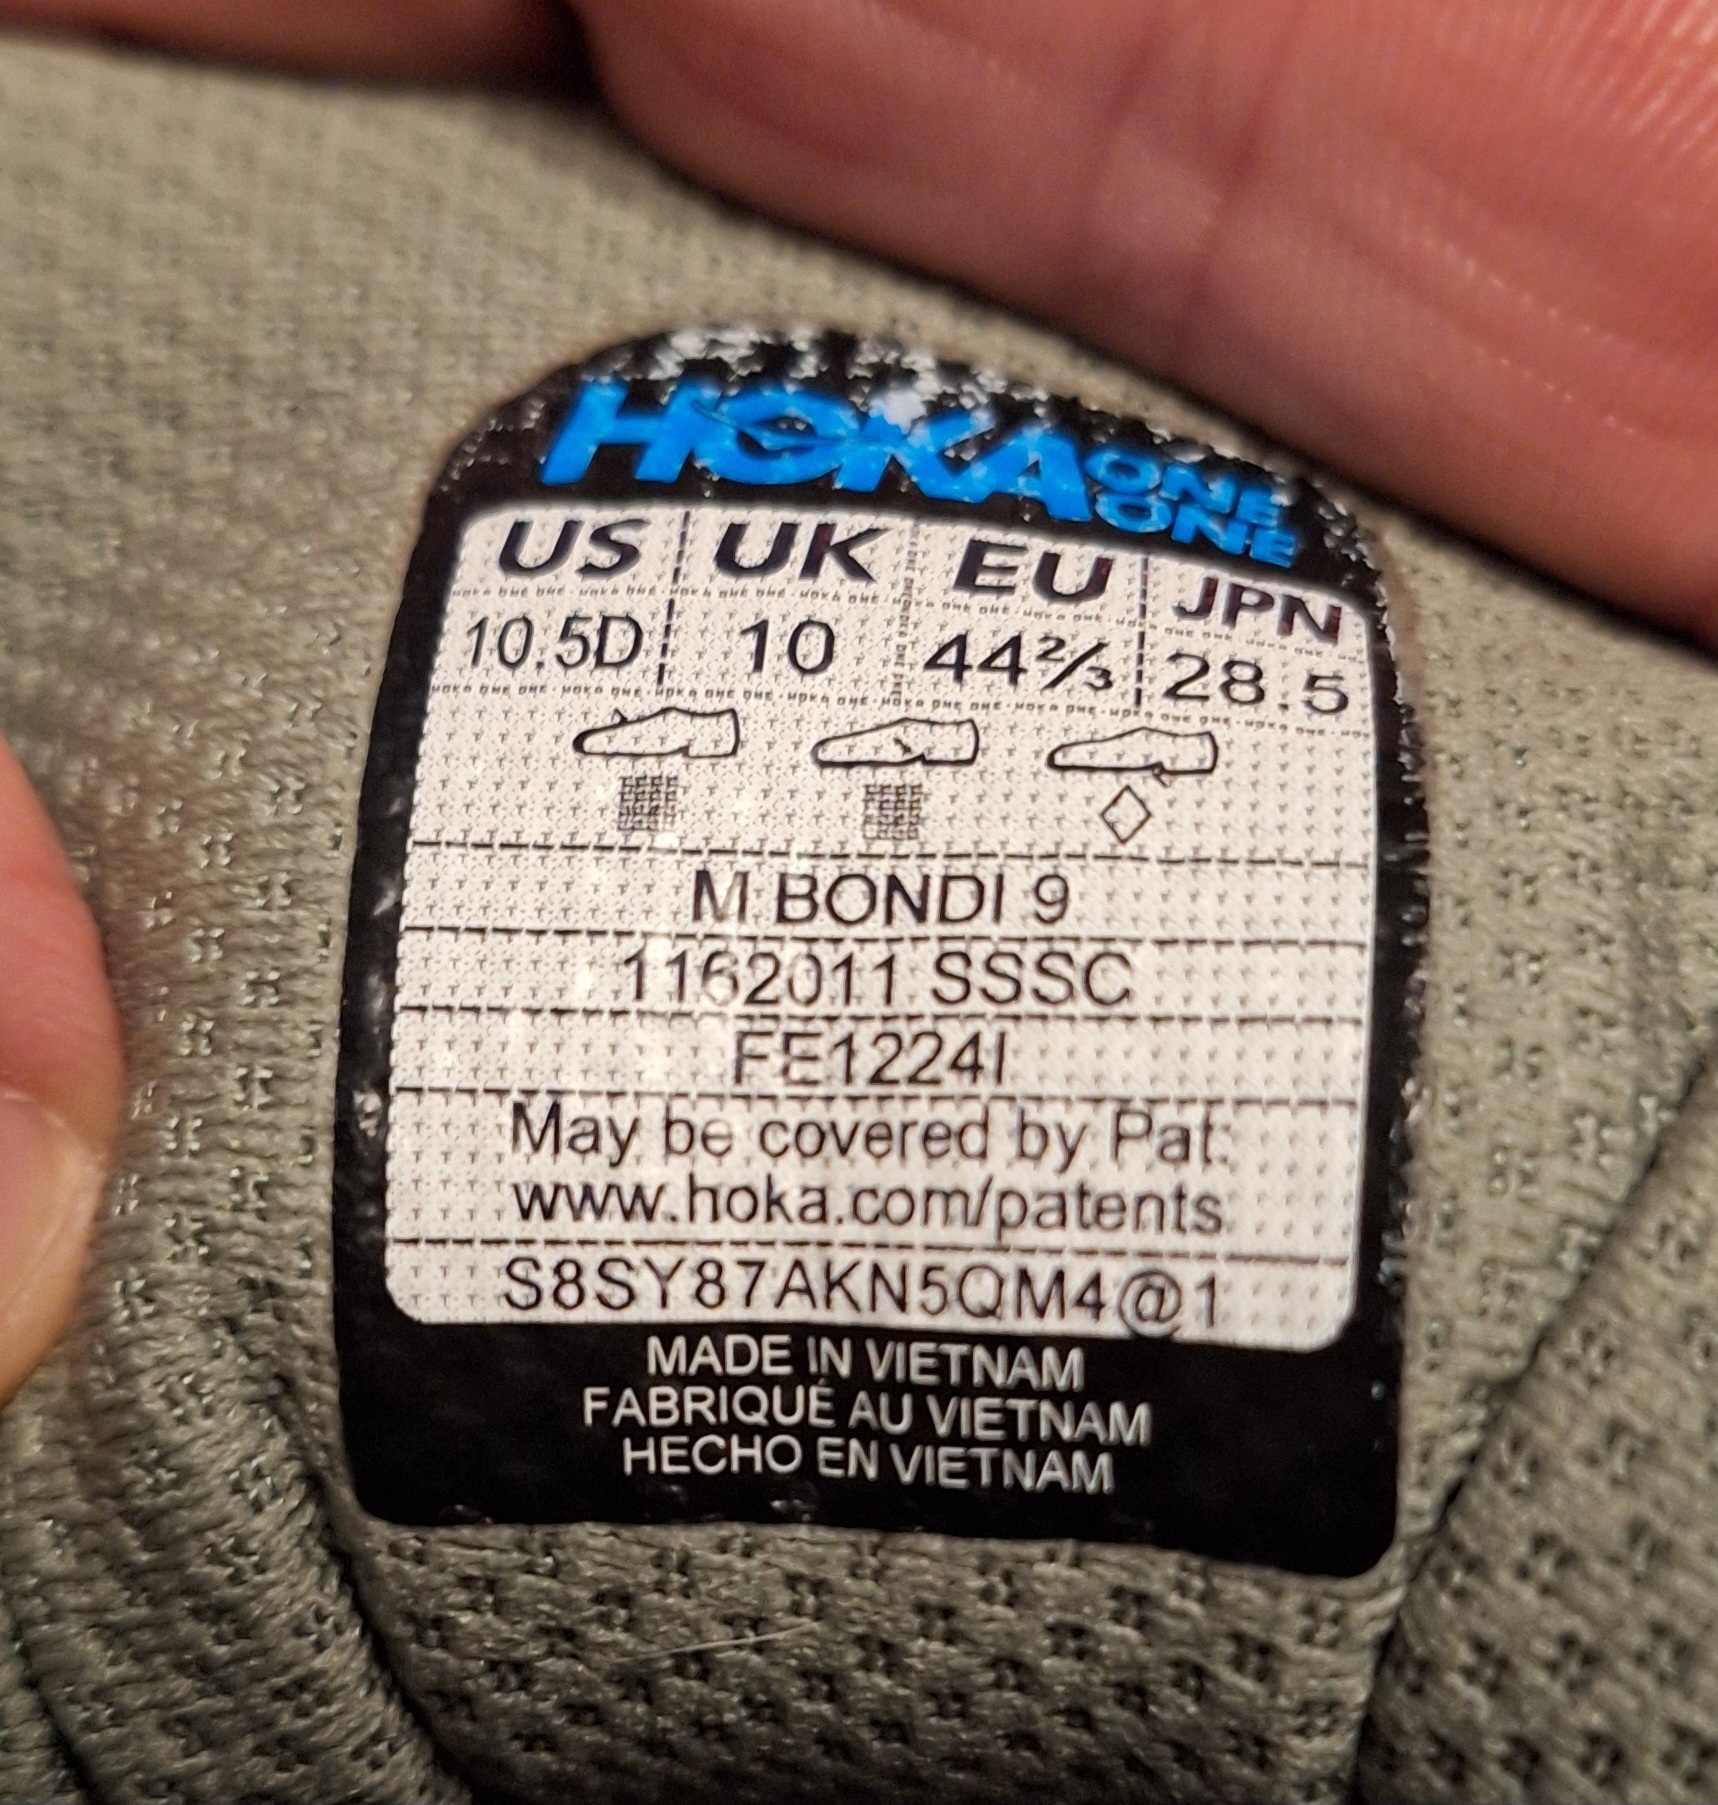 HOKA ONE ONE
US UK EU JPN
10.5D 10 44⅔ 28.5
M BONDI 9
1162011 SSSC
FE1224I
May be covered by Pat.
www.hoka.com/patents
S8SY87AKN5QM4@1
MADE IN VIETNAM
FABRIQUÉ AU VIETNAM
HECHO EN VIETNAM